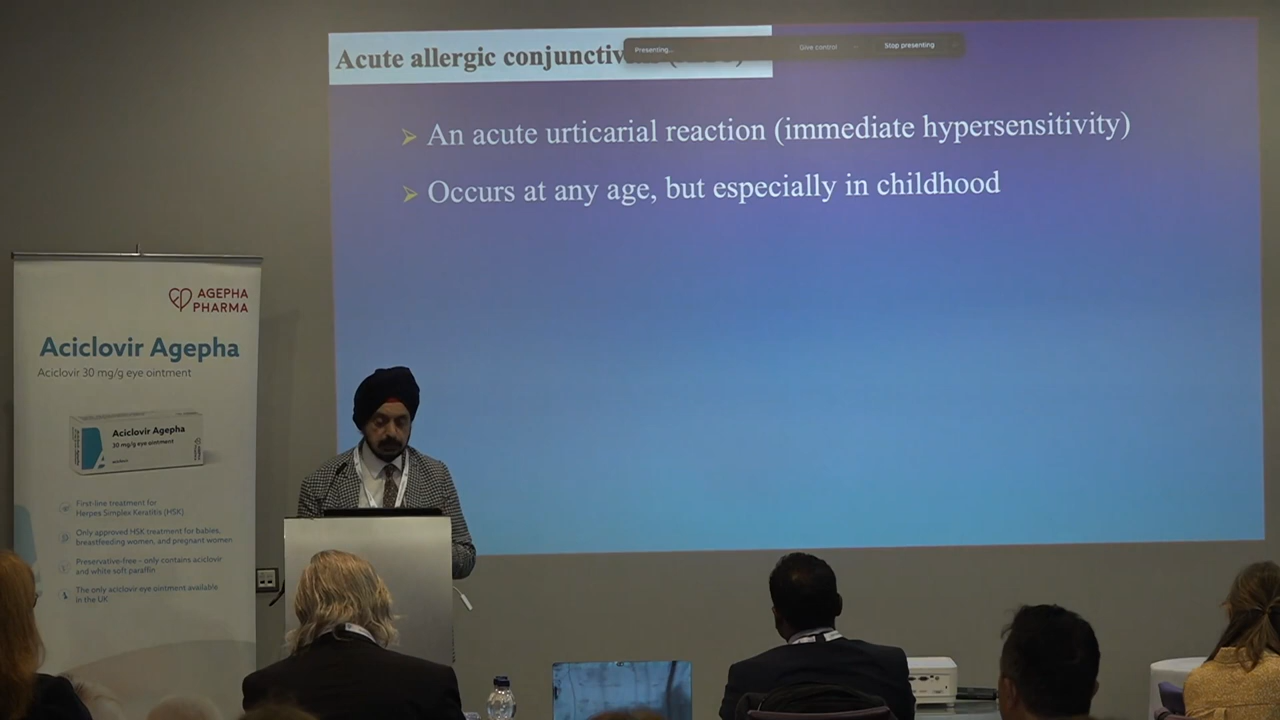 Acute allergic
Presenting...
Give control
Stop presenting
An acute urticarial reaction (immediate hypersensitivity)
Occurs at any age, but especially in childhood
AGEPHA
PHARMA
Aciclovir Agepha
Aciclovir 30 mg/g eye ointment
Aciclovir Agepha
30 mg/g eye ointment
First-line treatment for
Herpes Simplex Keratitis (HSK)
Only approved HSK treatment for babies,
breastfeeding women, and pregnant women
Preservative-free - only contains aciclovir
and white soft paraffin
The only aciclovir eye ointment available
in the UK